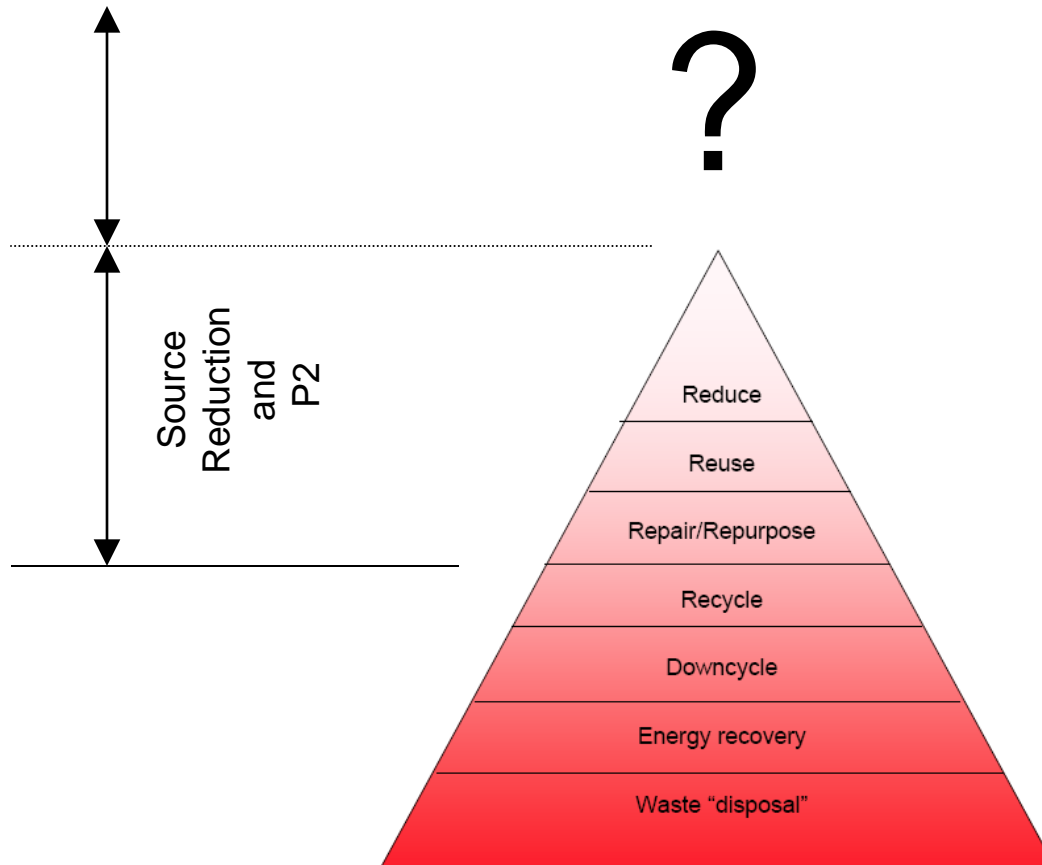 ?
Source
Reduction
and
P2
Reduce
Reuse
Repair/Repurpose
Recycle
Downcycle
Energy recovery
Waste “disposal”